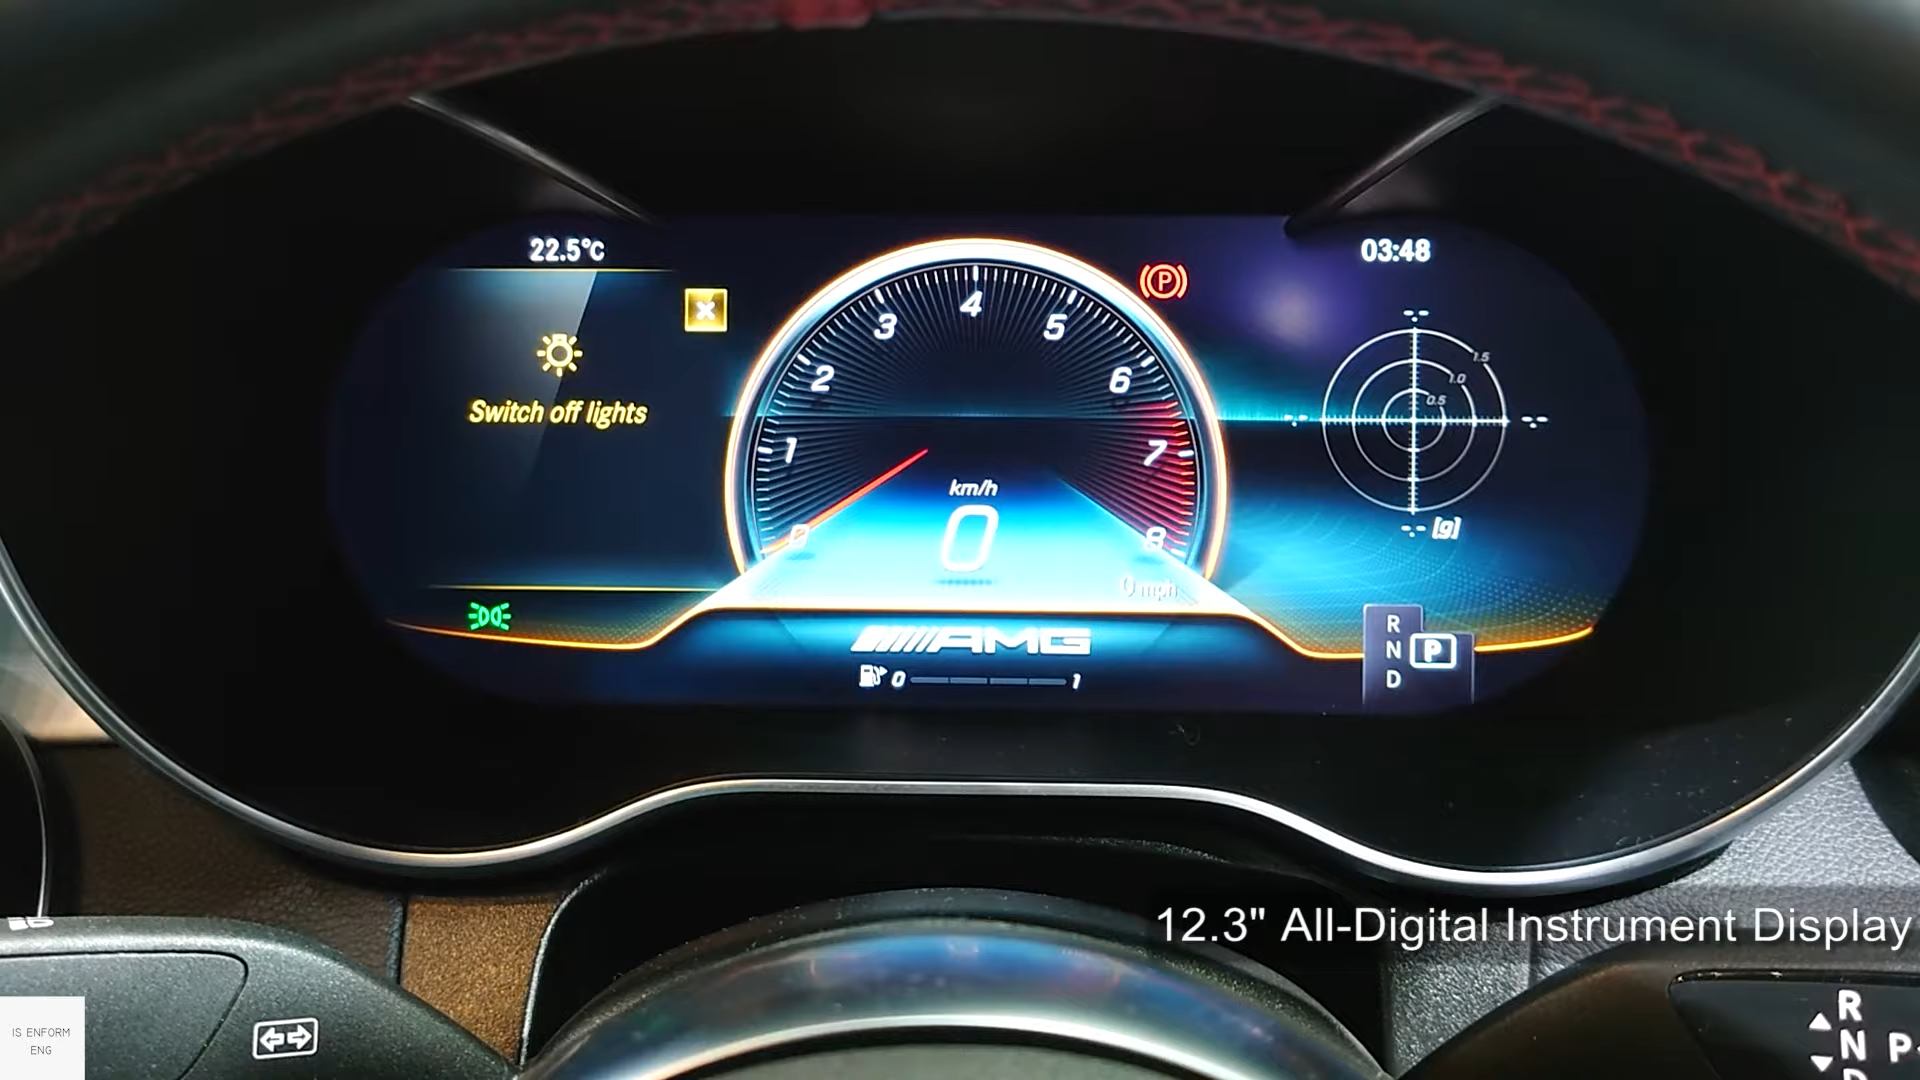 22.5°C
03:48
Switch off lights
0
1
2
3
4
5
6
7
8
km/h
0
0 mph
P
1.5
1.0
0.5
-.-
-.-
-.-
-.- [g]
AMG
0 1
R
N P
D
12.3" All-Digital Instrument Display
IS ENFORM
ENG
R
N P
D